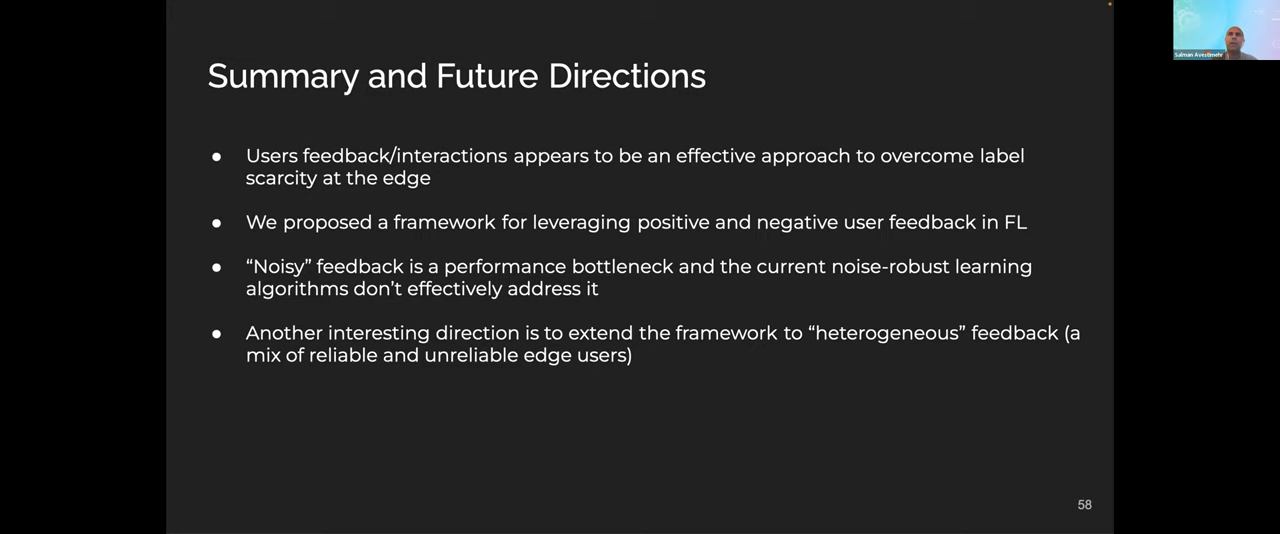 Summary and Future Directions
Salman Avestimehr
● Users feedback/interactions appears to be an effective approach to overcome label
scarcity at the edge
● We proposed a framework for leveraging positive and negative user feedback in FL
● “Noisy” feedback is a performance bottleneck and the current noise-robust learning
algorithms don’t effectively address it
● Another interesting direction is to extend the framework to “heterogeneous” feedback (a
mix of reliable and unreliable edge users)
58